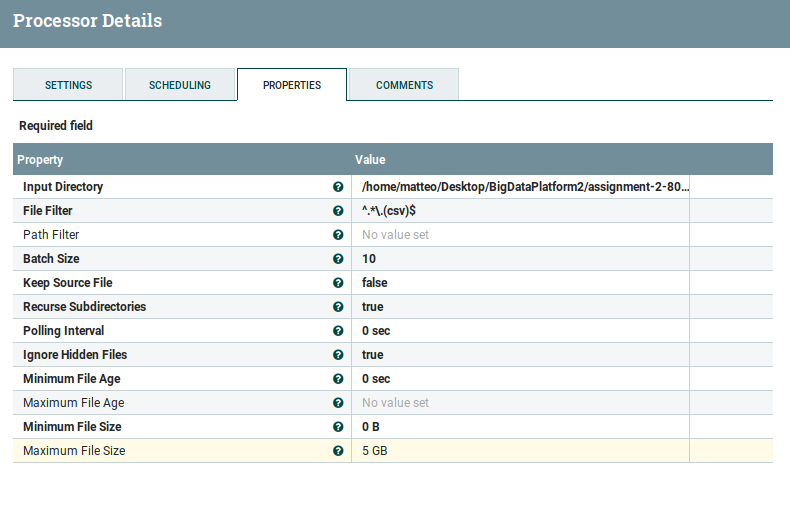 Processor Details
SETTINGS SCHEDULING PROPERTIES COMMENTS
Required field
Property Value
Input Directory /home/matteo/Desktop/BigDataPlatform2/assignment-2-80...
File Filter ^.*\.(csv)$
Path Filter No value set
Batch Size 10
Keep Source File false
Recurse Subdirectories true
Polling Interval 0 sec
Ignore Hidden Files true
Minimum File Age 0 sec
Maximum File Age No value set
Minimum File Size 0 B
Maximum File Size 5 GB